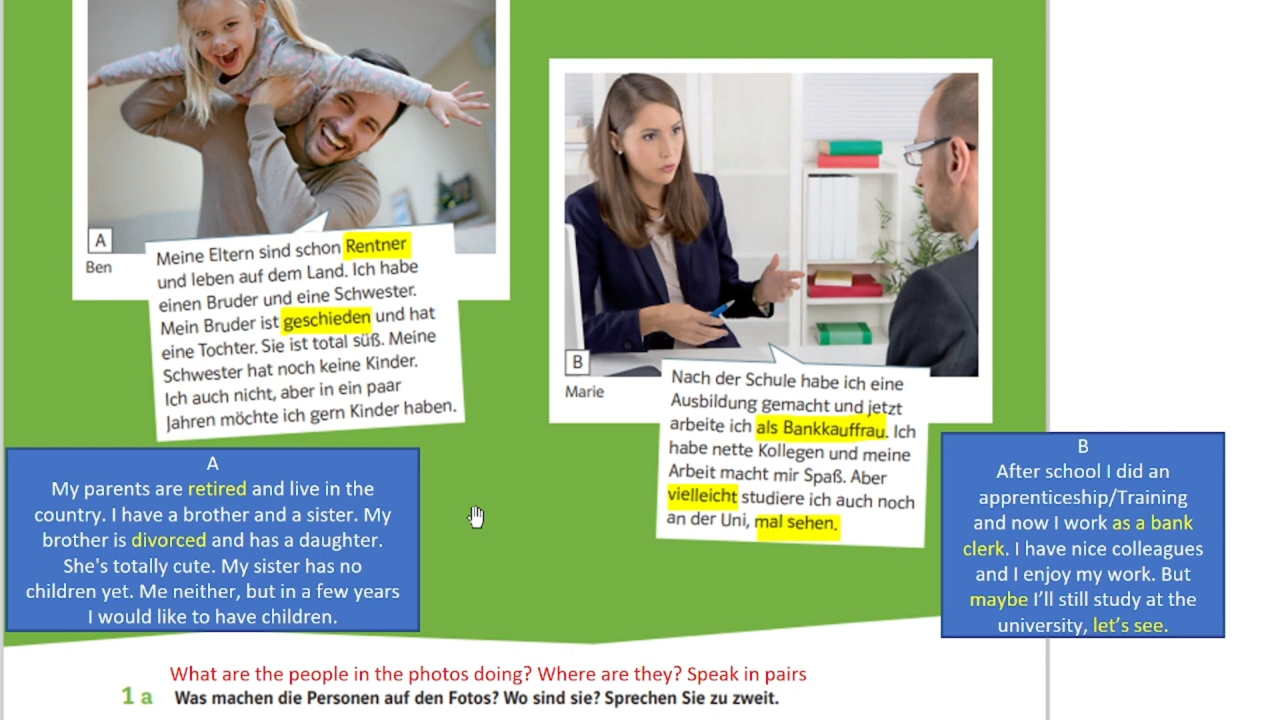 A
Ben
Meine Eltern sind schon Rentner
und leben auf dem Land. Ich habe
einen Bruder und eine Schwester.
Mein Bruder ist geschieden und hat
eine Tochter. Sie ist total süß. Meine
Schwester hat noch keine Kinder.
Ich auch nicht, aber in ein paar
Jahren möchte ich gern Kinder haben.
B
Marie
Nach der Schule habe ich eine
Ausbildung gemacht und jetzt
arbeite ich als Bankkauffrau. Ich
habe nette Kollegen und meine
Arbeit macht mir Spaß. Aber
vielleicht studiere ich auch noch
an der Uni, mal sehen.
A
My parents are retired and live in the
country. I have a brother and a sister. My
brother is divorced and has a daughter.
She's totally cute. My sister has no
children yet. Me neither, but in a few years
I would like to have children.
B
After school I did an
apprenticeship/Training
and now I work as a bank
clerk. I have nice colleagues
and I enjoy my work. But
maybe I’ll still study at the
university, let’s see.
What are the people in the photos doing? Where are they? Speak in pairs
1 a Was machen die Personen auf den Fotos? Wo sind sie? Sprechen Sie zu zweit.